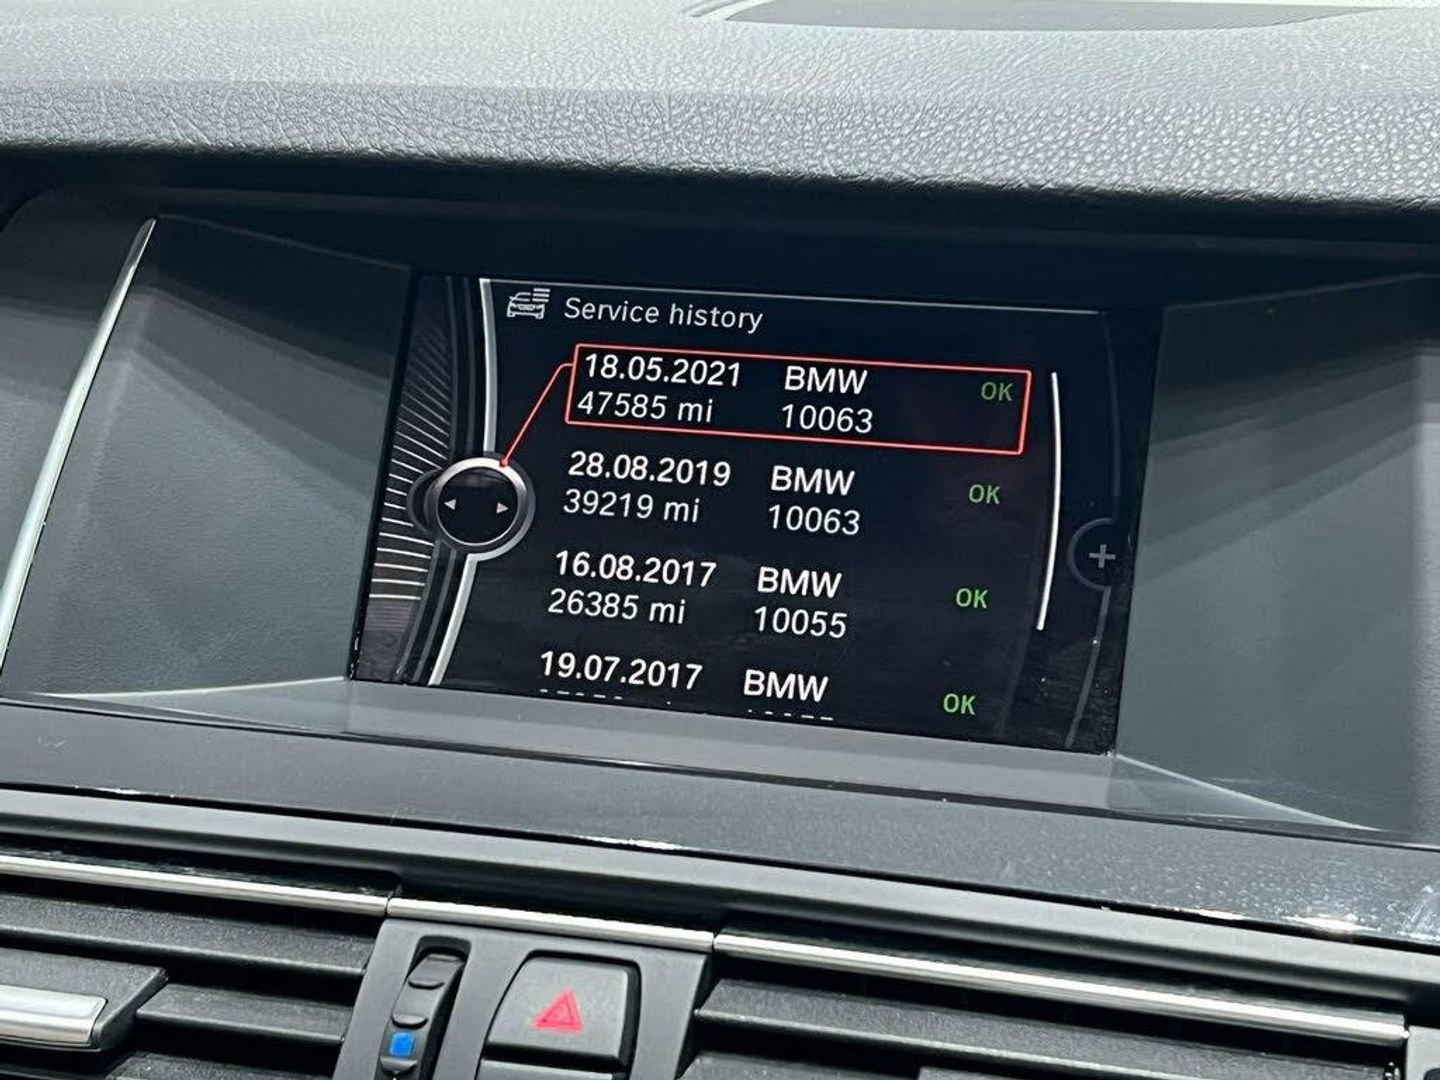 Service history
18.05.2021 BMW OK
47585 mi 10063
28.08.2019 BMW OK
39219 mi 10063
16.08.2017 BMW OK
26385 mi 10055
19.07.2017 BMW OK